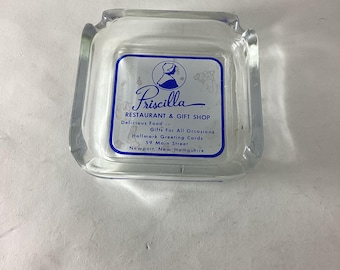 Priscilla
RESTAURANT & GIFT SHOP
Delicious Food ...
Gifts For All Occasions
Hallmark Greeting Cards
59 Main Street
Newport, New Hampshire